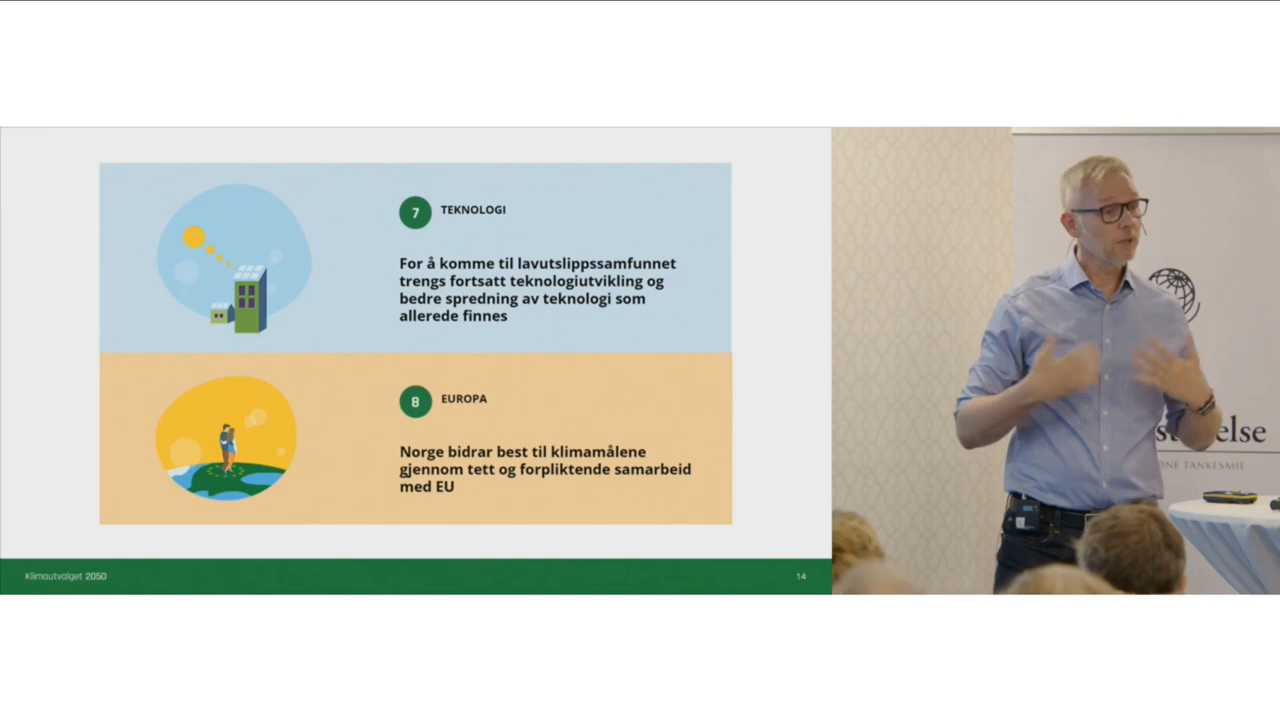 7
TEKNOLOGI
For å komme til lavutslippssamfunnet
trengs fortsatt teknologiutvikling og
bedre spredning av teknologi som
allerede finnes
8
EUROPA
Norge bidrar best til klimamålene
gjennom tett og forpliktende samarbeid
med EU
Klimautvalget 2050
14
TANKESMIE